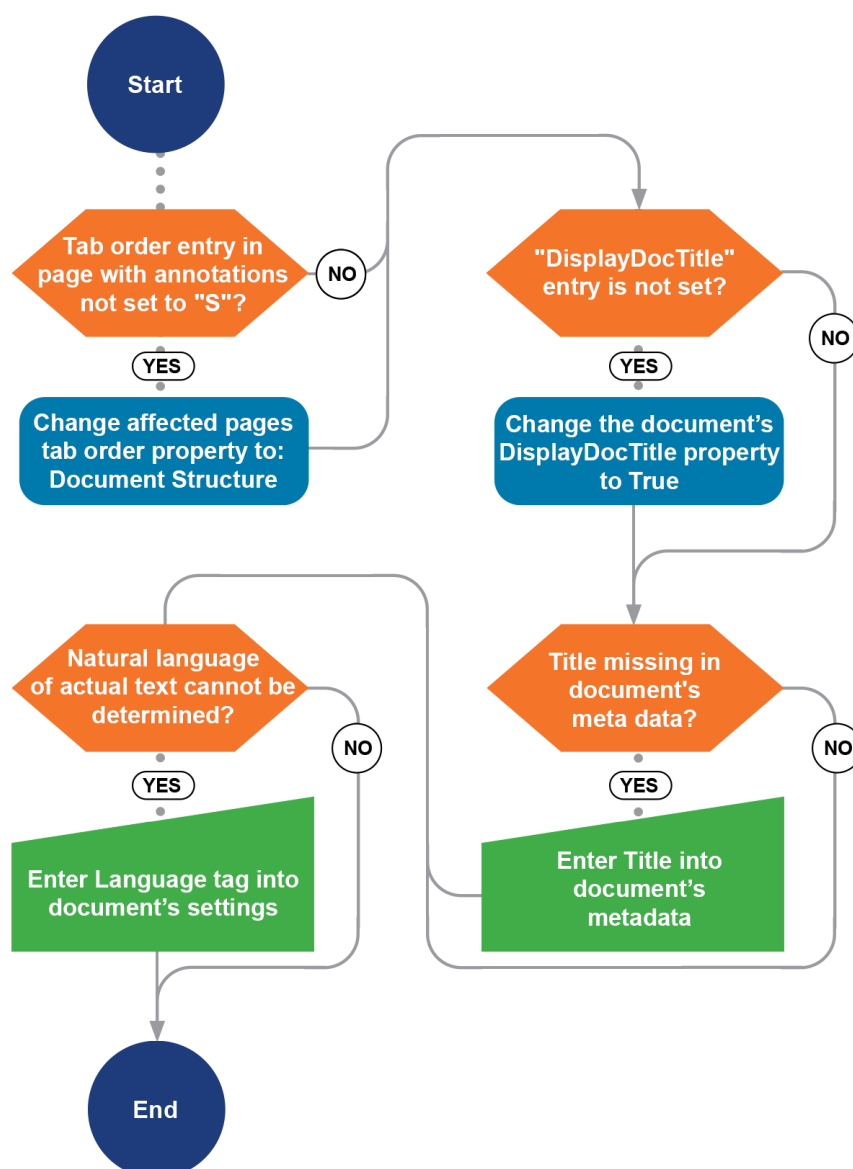 Start
Tab order entry in
page with annotations
not set to "S"?
NO
YES
Change affected pages
tab order property to:
Document Structure
"DisplayDocTitle"
entry is not set?
NO
YES
Change the document’s
DisplayDocTitle property
to True
Title missing in
document's
meta data?
NO
YES
Enter Title into
document’s
metadata
Natural language
of actual text cannot be
determined?
NO
YES
Enter Language tag into
document’s settings
End